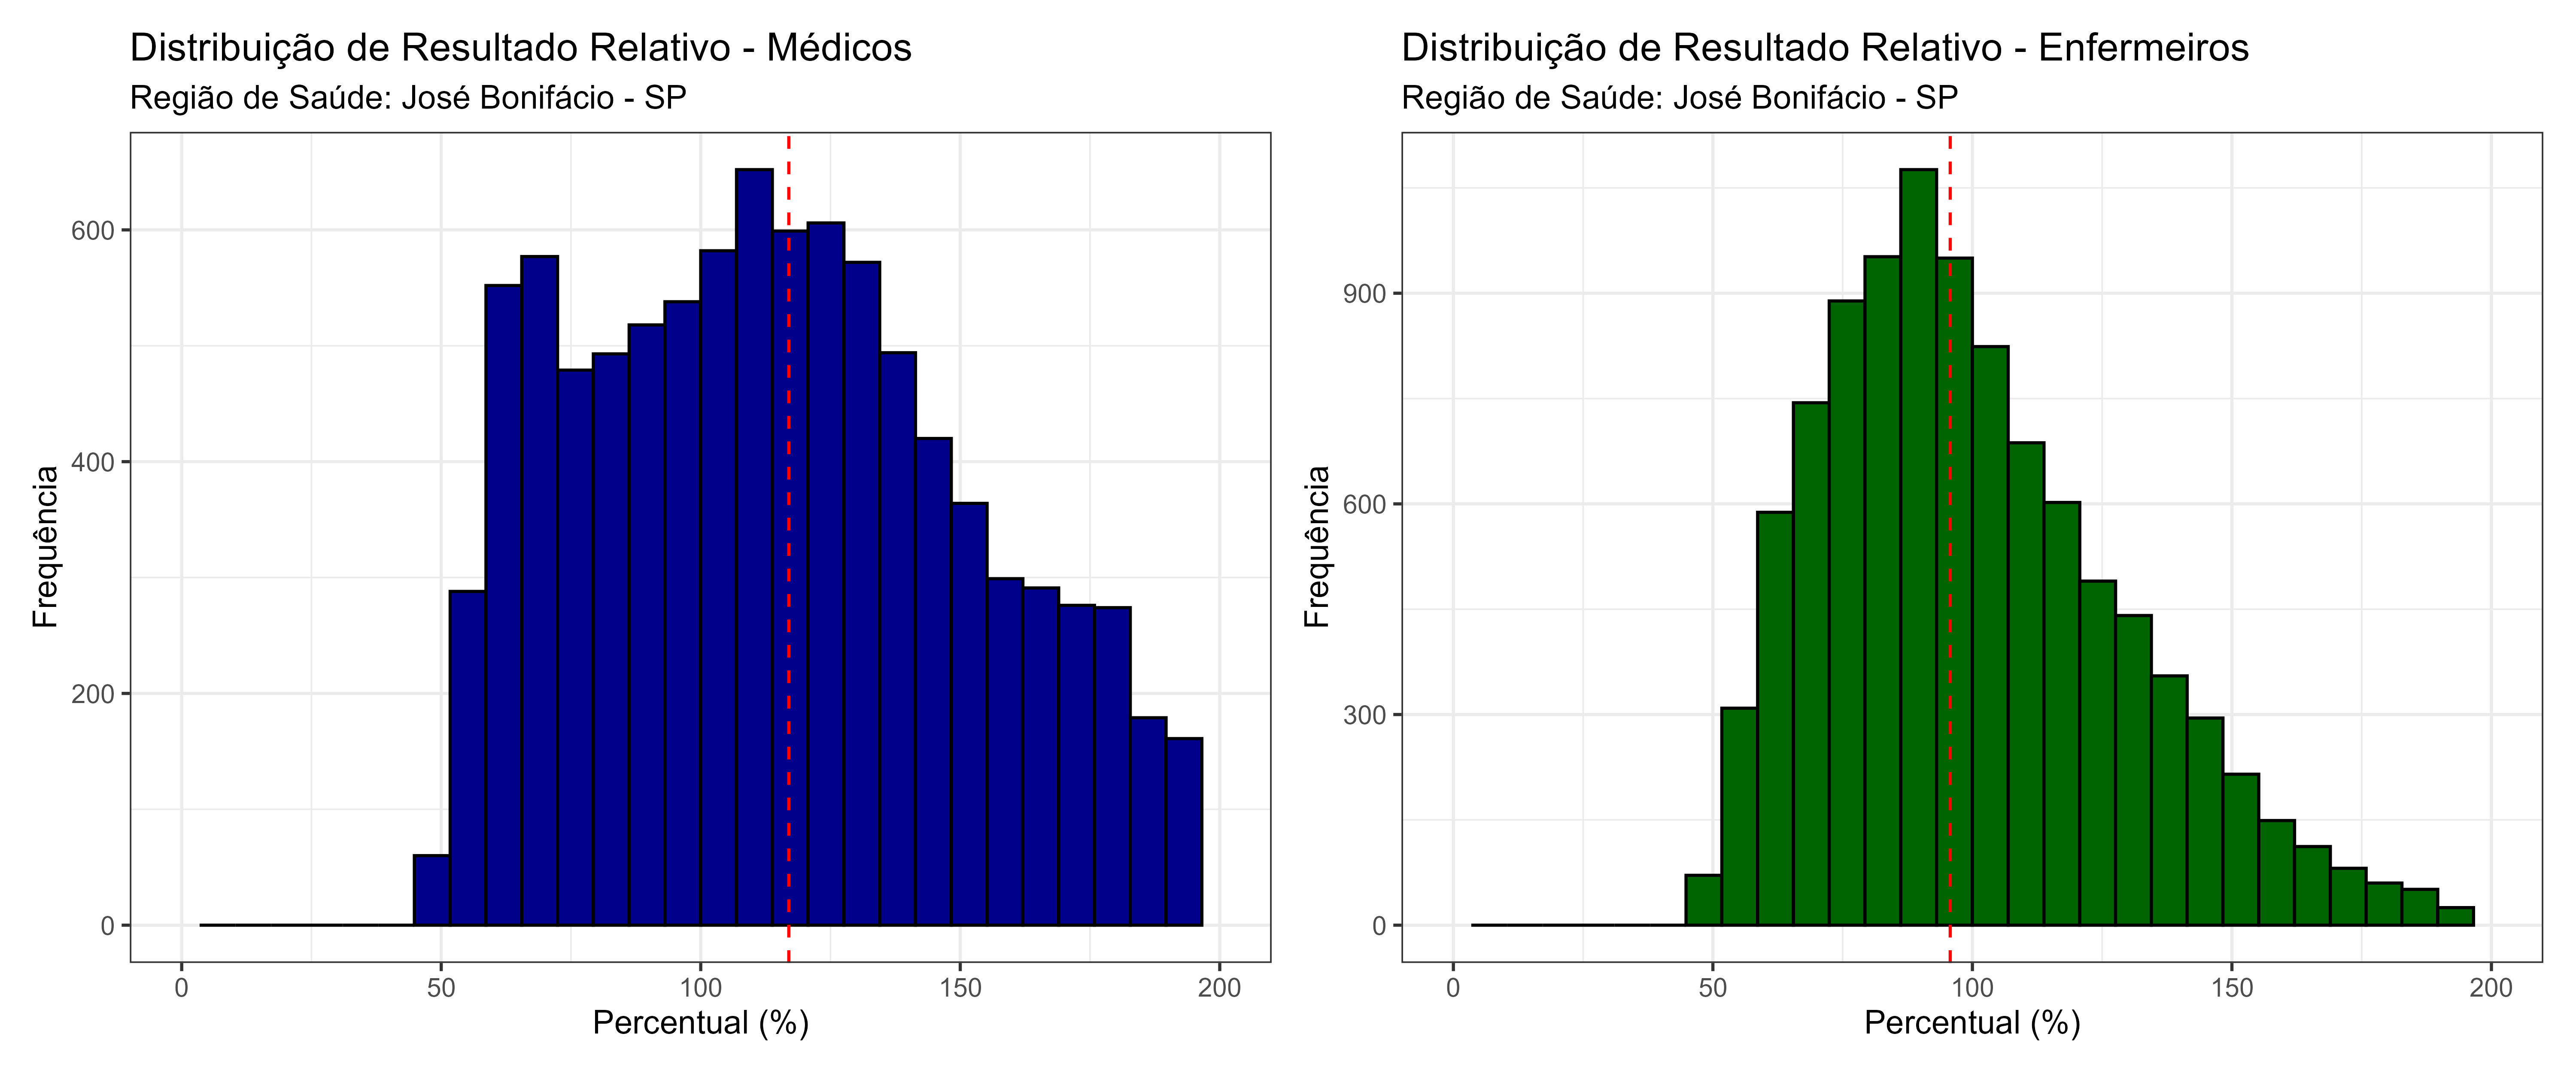 Distribuição de Resultado Relativo - Médicos
Região de Saúde: José Bonifácio - SP
Frequência
600
400
200
0
0 50 100 150 200
Percentual (%)
Distribuição de Resultado Relativo - Enfermeiros
Região de Saúde: José Bonifácio - SP
Frequência
900
600
300
0
0 50 100 150 200
Percentual (%)